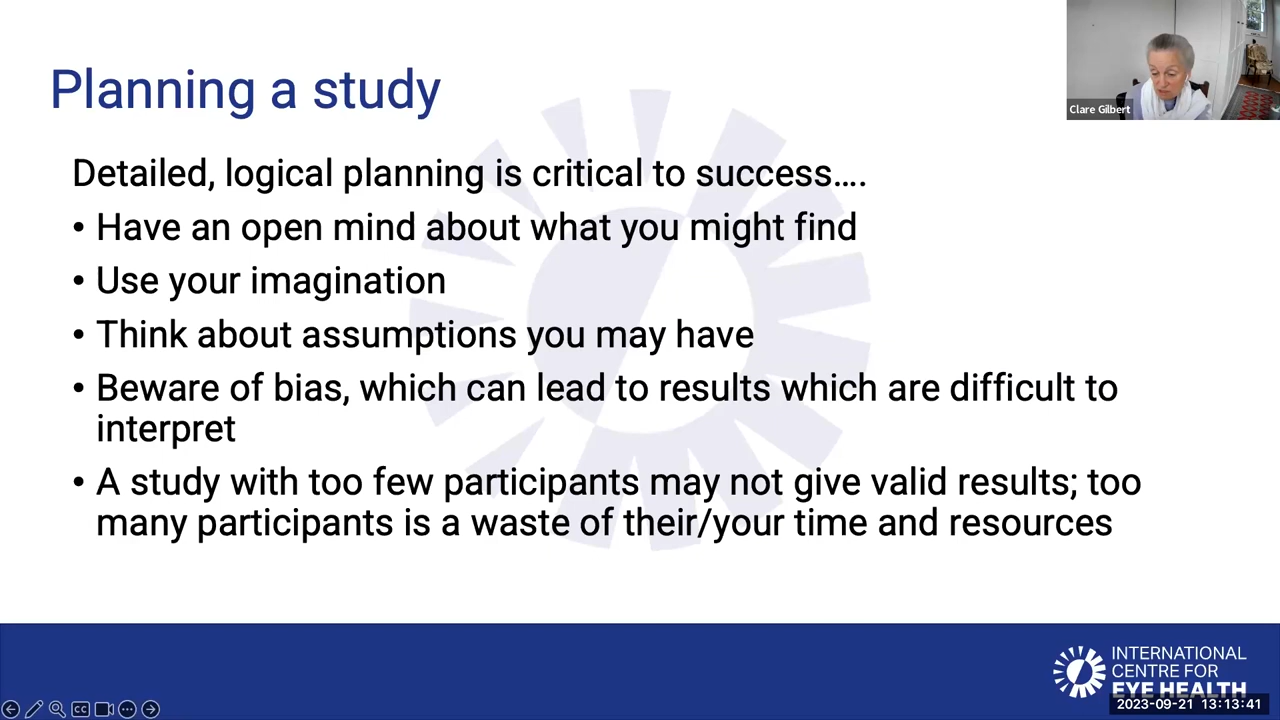 Planning a study
Clare Gilbert
Detailed, logical planning is critical to success....
• Have an open mind about what you might find
• Use your imagination
• Think about assumptions you may have
• Beware of bias, which can lead to results which are difficult to
interpret
• A study with too few participants may not give valid results; too
many participants is a waste of their/your time and resources
INTERNATIONAL
CENTRE FOR
EYE HEALTH
CC
2023-09-21 13:13:41